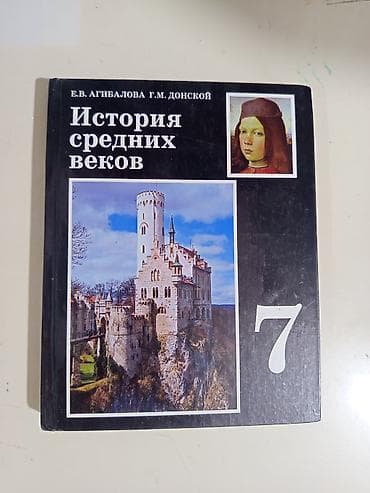 Е.В. АГИБАЛОВА Г.М. ДОНСКОЙ
История
средних
веков
7